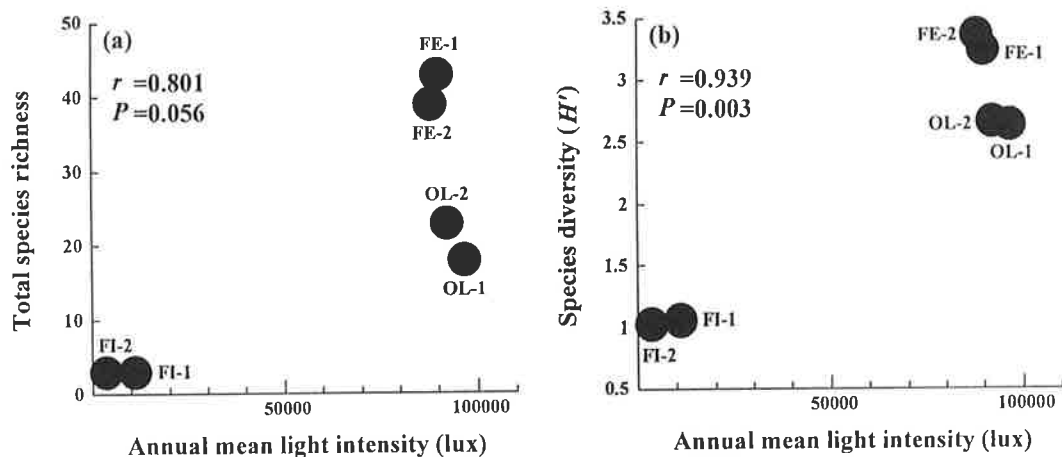 (a)
r =0.801
P =0.056
FE-1
FE-2
OL-2
OL-1
FI-2
FI-1
50
40
30
20
10
0
50000
100000
Total species richness
Annual mean light intensity (lux)
(b)
r =0.939
P =0.003
FE-2
FE-1
OL-2
OL-1
FI-1
FI-2
3.5
3
2.5
2
1.5
1
0.5
50000
100000
Species diversity (H')
Annual mean light intensity (lux)